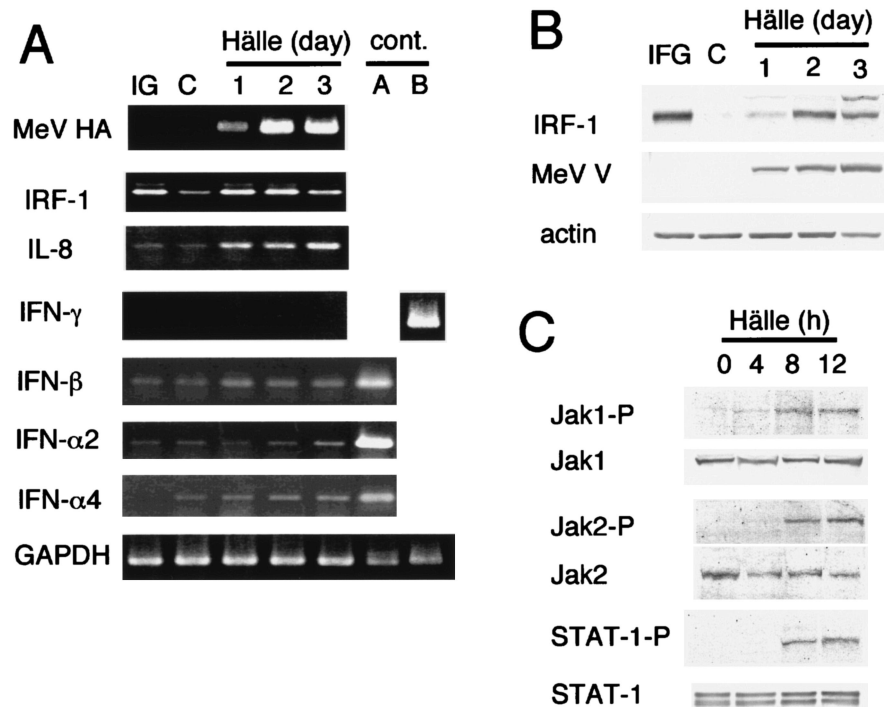 A
Hälle (day)
cont.
IG C 1 2 3 A B
MeV HA
IRF-1
IL-8
IFN-γ
IFN-β
IFN-α2
IFN-α4
GAPDH
B
Hälle (day)
IFG C 1 2 3
IRF-1
MeV V
actin
C
Hälle (h)
0 4 8 12
Jak1-P
Jak1
Jak2-P
Jak2
STAT-1-P
STAT-1